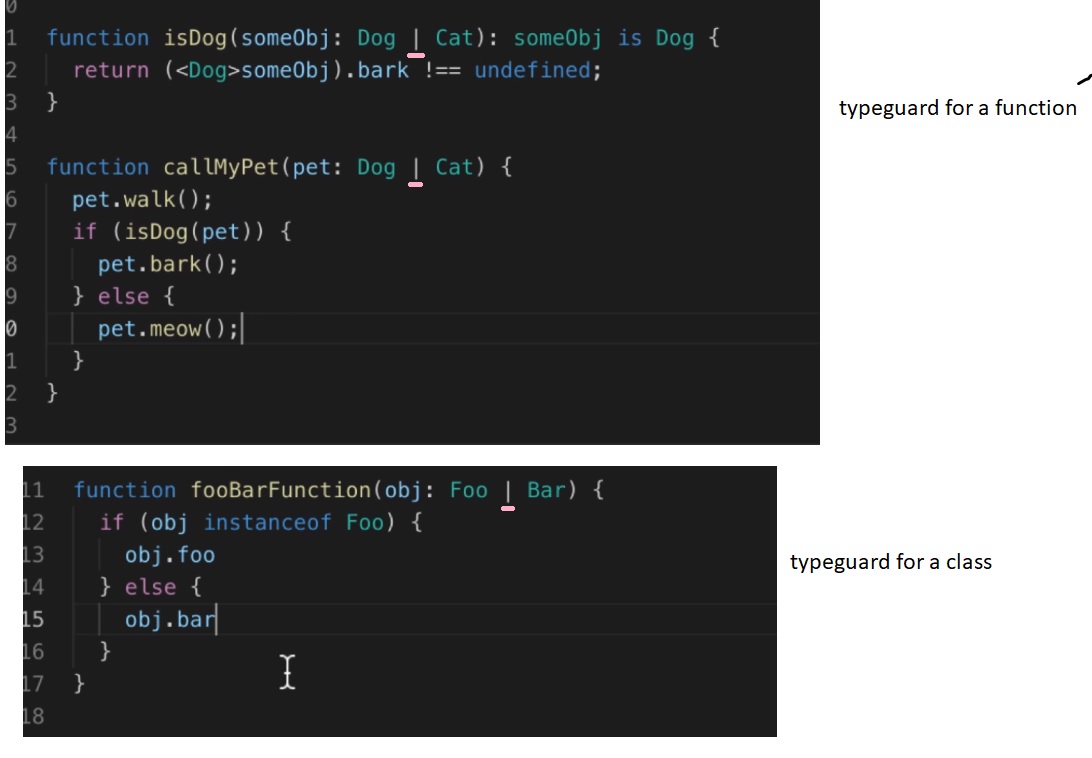 0
1 function isDog(someObj: Dog | Cat): someObj is Dog {
2 return (<Dog>someObj).bark !== undefined;
3 }
4
5 function callMyPet(pet: Dog | Cat) {
6 pet.walk();
7 if (isDog(pet)) {
8 pet.bark();
9 } else {
0 pet.meow();
1 }
2 }
3
typeguard for a function
11 function fooBarFunction(obj: Foo | Bar) {
12 if (obj instanceof Foo) {
13 obj.foo
14 } else {
15 obj.bar
16 }
17 }
18
typeguard for a class